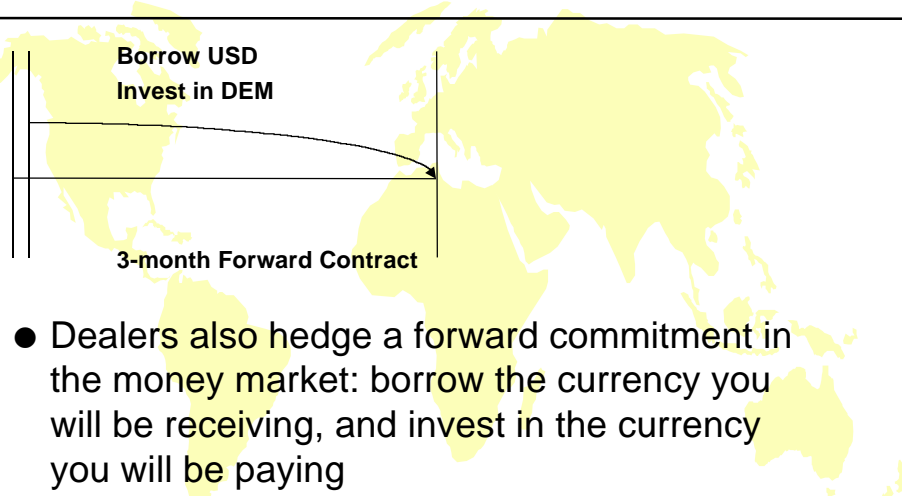 Borrow USD
Invest in DEM
3-month Forward Contract
● Dealers also hedge a forward commitment in
the money market: borrow the currency you
will be receiving, and invest in the currency
you will be paying